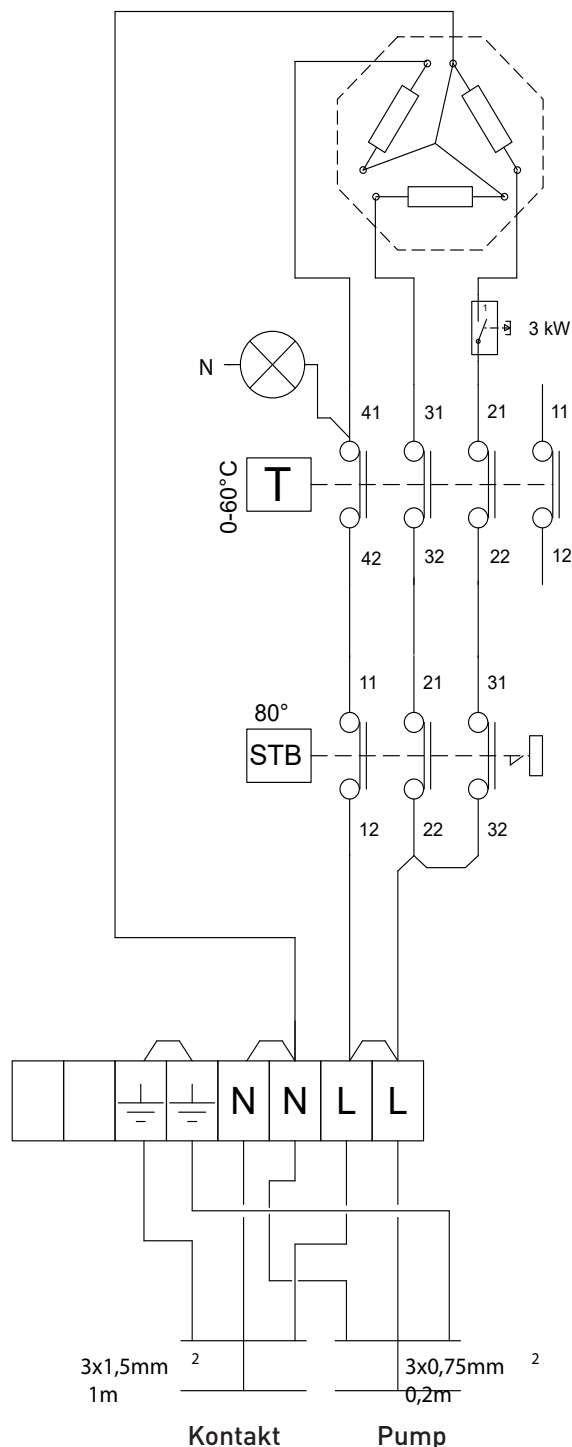 1
3 kW
N
41 31 21 11
0-60°C
T
42 32 22 12
11 21 31
80°
STB
12 22 32
N N L L
3x1,5mm 2 3x0,75mm 2
1m 0,2m
Kontakt Pump